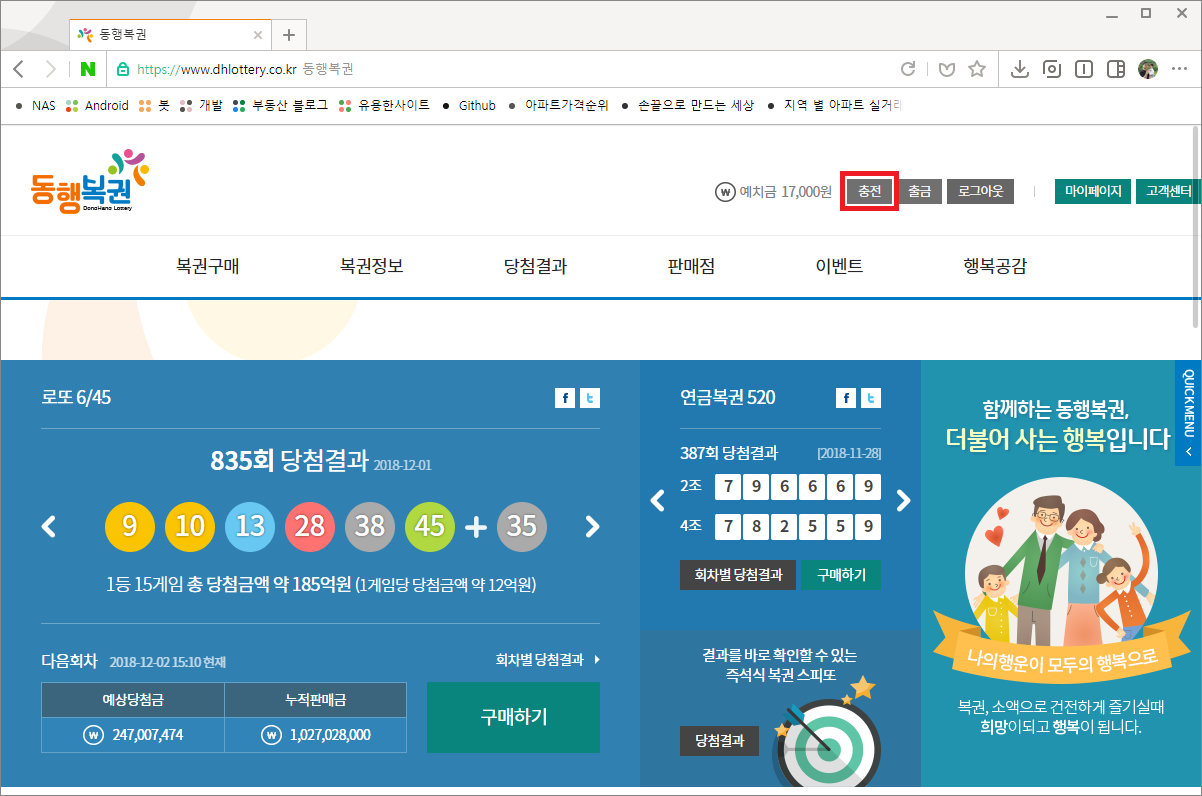 동행복권
https://www.dhlottery.co.kr 동행복권
NAS Android 봇 개발 부동산 블로그 유용한사이트 Github 아파트가격순위 손끝으로 만드는 세상 지역 별 아파트 실거래
동행복권
DongHang Lottery
예치금 17,000원 충전 출금 로그아웃 마이페이지 고객센터
복권구매 복권정보 당첨결과 판매점 이벤트 행복공감
로또 6/45
835회 당첨결과 2018-12-01
9 10 13 28 38 45 + 35
1등 15게임 총 당첨금액 약 185억원 (1게임당 당첨금액 약 12억원)
다음회차 2018-12-02 15:10 현재 회차별 당첨결과
예상당첨금 누적판매금
247,007,474 1,027,028,000
구매하기
연금복권 520
387회 당첨결과 [2018-11-28]
2조 7 9 6 6 6 9
4조 7 8 2 5 5 9
회차별 당첨결과 구매하기
결과를 바로 확인할 수 있는
즉석식 복권 스피또
당첨결과
함께하는 동행복권,
더불어 사는 행복입니다
나의행운이 모두의 행복으로
복권, 소액으로 건전하게 즐기실때
희망이되고 행복이 됩니다.
QUICK MENU